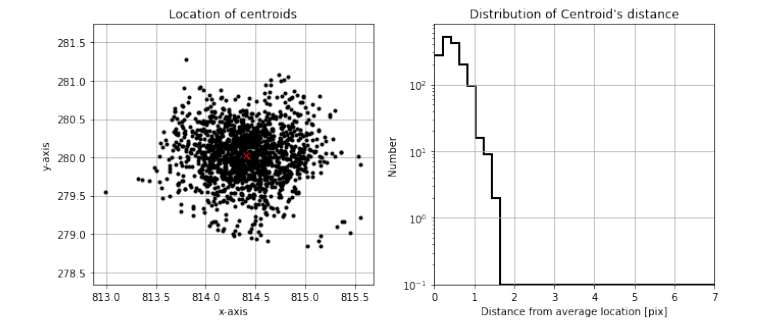 Location of centroids
281.5
281.0
280.5
280.0
279.5
279.0
278.5
y-axis
813.0 813.5 814.0 814.5 815.0 815.5
x-axis
Distribution of Centroid's distance
10²
10¹
10⁰
10⁻¹
Number
0 1 2 3 4 5 6 7
Distance from average location [pix]